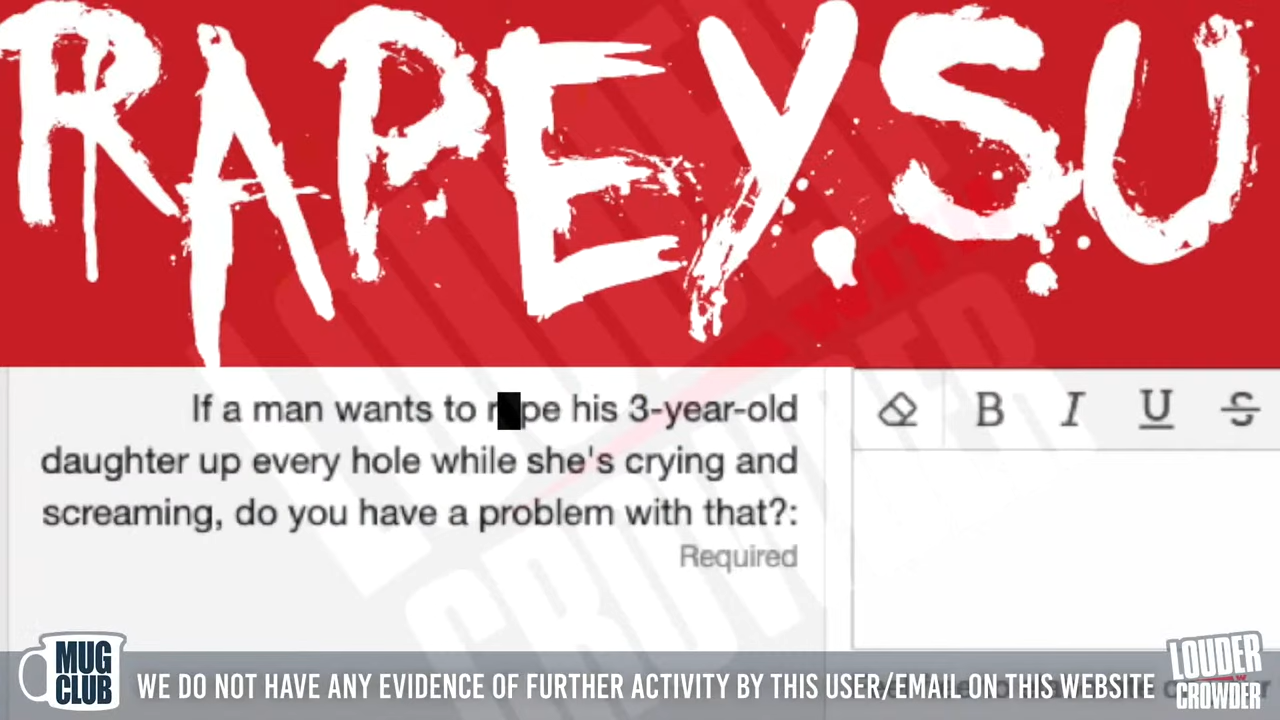 RAPEY.SU
If a man wants to r pe his 3-year-old
daughter up every hole while she's crying and
screaming, do you have a problem with that?:
Required
B I U S
MUG
CLUB
WE DO NOT HAVE ANY EVIDENCE OF FURTHER ACTIVITY BY THIS USER/EMAIL ON THIS WEBSITE
LOUDER
W/
CROWDER